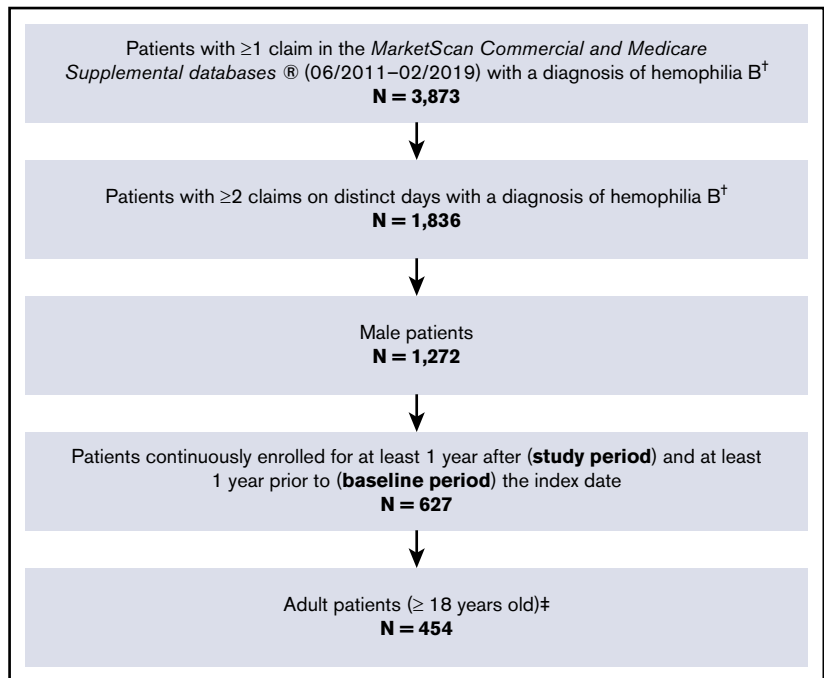 Patients with ≥1 claim in the MarketScan Commercial and Medicare
Supplemental databases ® (06/2011–02/2019) with a diagnosis of hemophilia B†
N = 3,873
Patients with ≥2 claims on distinct days with a diagnosis of hemophilia B†
N = 1,836
Male patients
N = 1,272
Patients continuously enrolled for at least 1 year after (study period) and at least
1 year prior to (baseline period) the index date
N = 627
Adult patients (≥ 18 years old)‡
N = 454